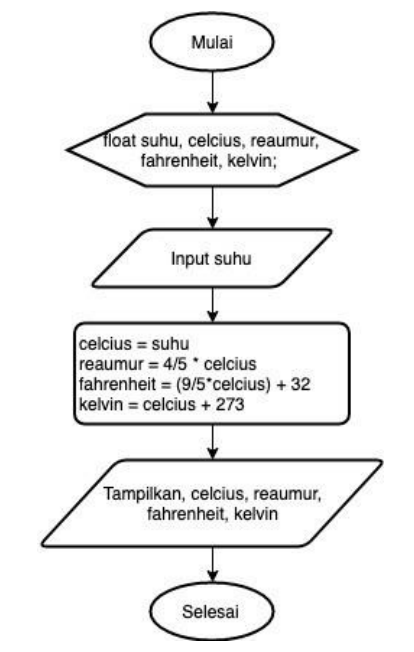 Mulai
float suhu, celcius, reaumur,
fahrenheit, kelvin;
Input suhu
celcius = suhu
reaumur = 4/5 * celcius
fahrenheit = (9/5*celcius) + 32
kelvin = celcius + 273
Tampilkan, celcius, reaumur,
fahrenheit, kelvin
Selesai